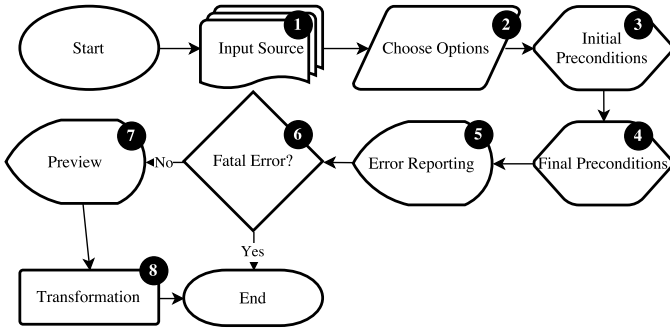 Start
1
Input Source
2
Choose Options
3
Initial
Preconditions
4
Final Preconditions
5
Error Reporting
6
Fatal Error?
No
7
Preview
Yes
8
Transformation
End